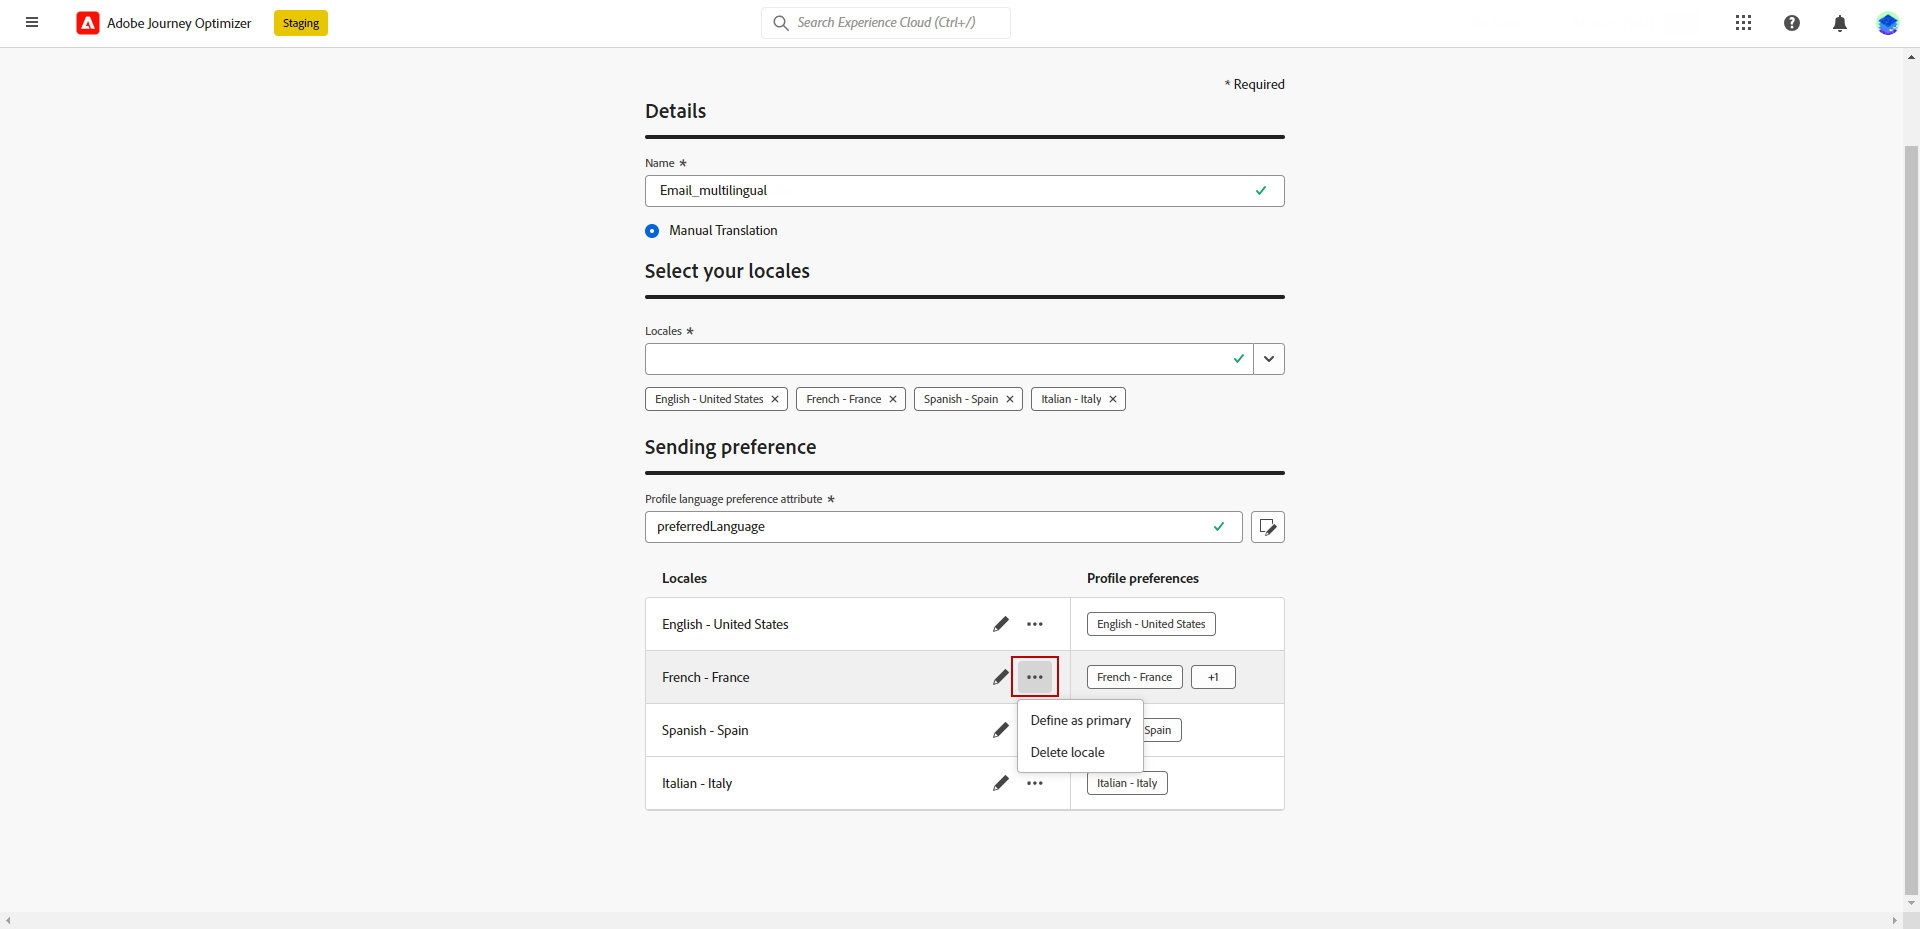 Adobe Journey Optimizer
Staging
Search Experience Cloud (Ctrl+/)
* Required
Details
Name *
Email_multilingual
Manual Translation
Select your locales
Locales *
English - United States
French - France
Spanish - Spain
Italian - Italy
Sending preference
Profile language preference attribute *
preferredLanguage
Locales
Profile preferences
English - United States
English - United States
French - France
French - France
+1
Define as primary
Spanish - Spain
Spain
Delete locale
Italian - Italy
Italian - Italy